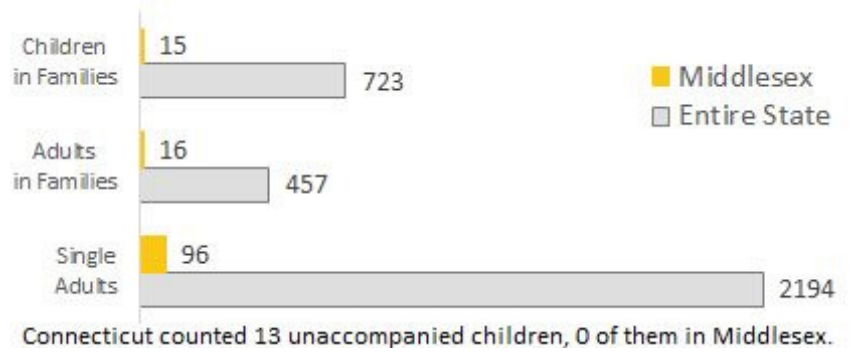 Children
in Families
15
723
Middlesex
Entire State
Adults
in Families
16
457
Single
Adults
96
2194
Connecticut counted 13 unaccompanied children, 0 of them in Middlesex.